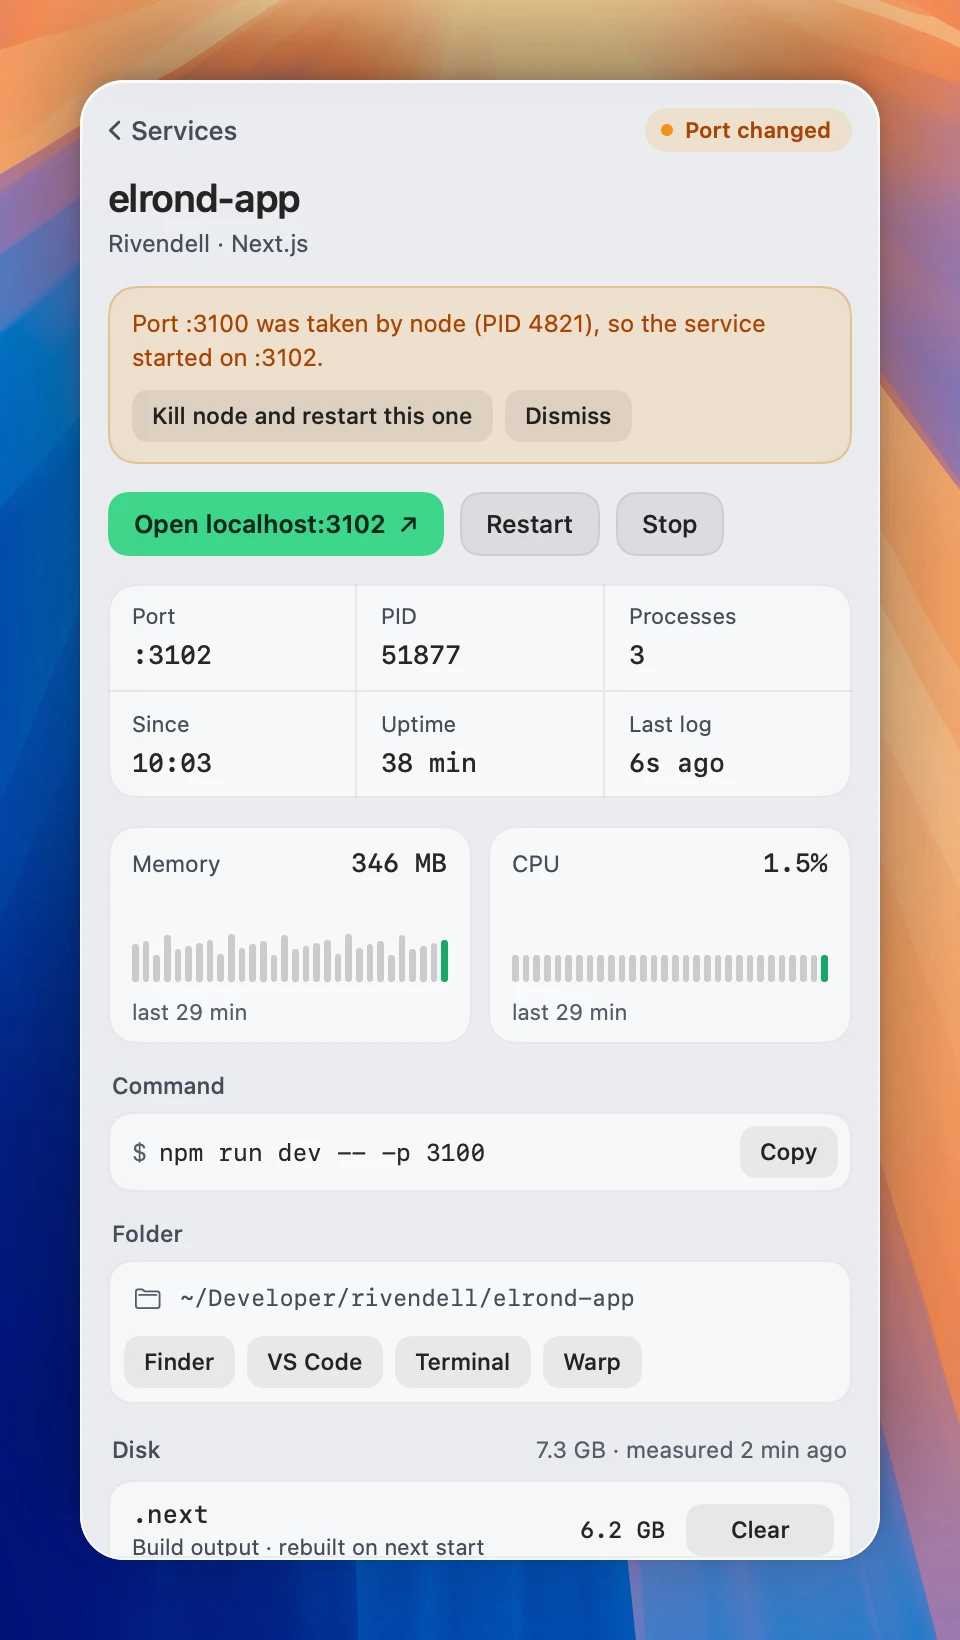 Services
Port changed
elrond-app
Rivendell · Next.js
Port :3100 was taken by node (PID 4821), so the service
started on :3102.
Kill node and restart this one
Dismiss
Open localhost:3102 ↗
Restart
Stop
Port
:3102
PID
51877
Processes
3
Since
10:03
Uptime
38 min
Last log
6s ago
Memory
346 MB
last 29 min
CPU
1.5%
last 29 min
Command
$ npm run dev -- -p 3100
Copy
Folder
~/Developer/rivendell/elrond-app
Finder
VS Code
Terminal
Warp
Disk
7.3 GB · measured 2 min ago
.next
Build output · rebuilt on next start
6.2 GB
Clear